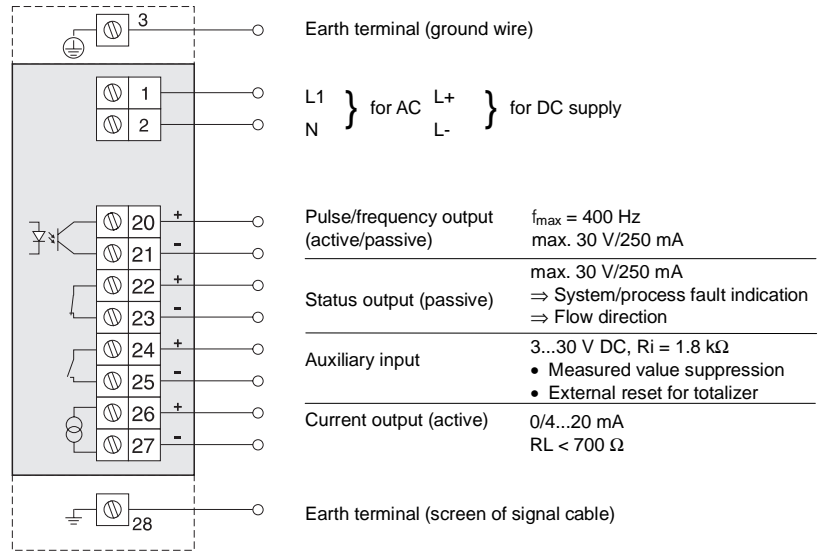 3 Earth terminal (ground wire)
1 L1 } for AC L+ } for DC supply
2 N L-
20 + Pulse/frequency output fmax = 400 Hz
21 - (active/passive) max. 30 V/250 mA
22 + Status output (passive) max. 30 V/250 mA
⇒ System/process fault indication
23 - ⇒ Flow direction
24 + Auxiliary input 3...30 V DC, Ri = 1.8 kΩ
25 - • Measured value suppression
• External reset for totalizer
26 + Current output (active) 0/4...20 mA
27 - RL < 700 Ω
28 Earth terminal (screen of signal cable)